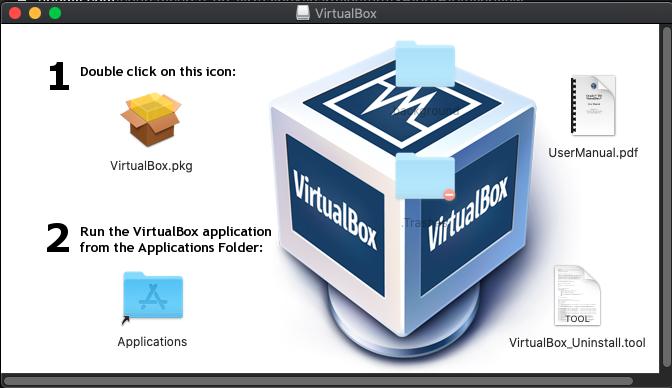 VirtualBox
1 Double click on this icon:
VirtualBox.pkg
.background
UserManual.pdf
VirtualBox
VirtualBox
.Trashes
2 Run the VirtualBox application
from the Applications Folder:
Applications
TOOL
VirtualBox_Uninstall.tool